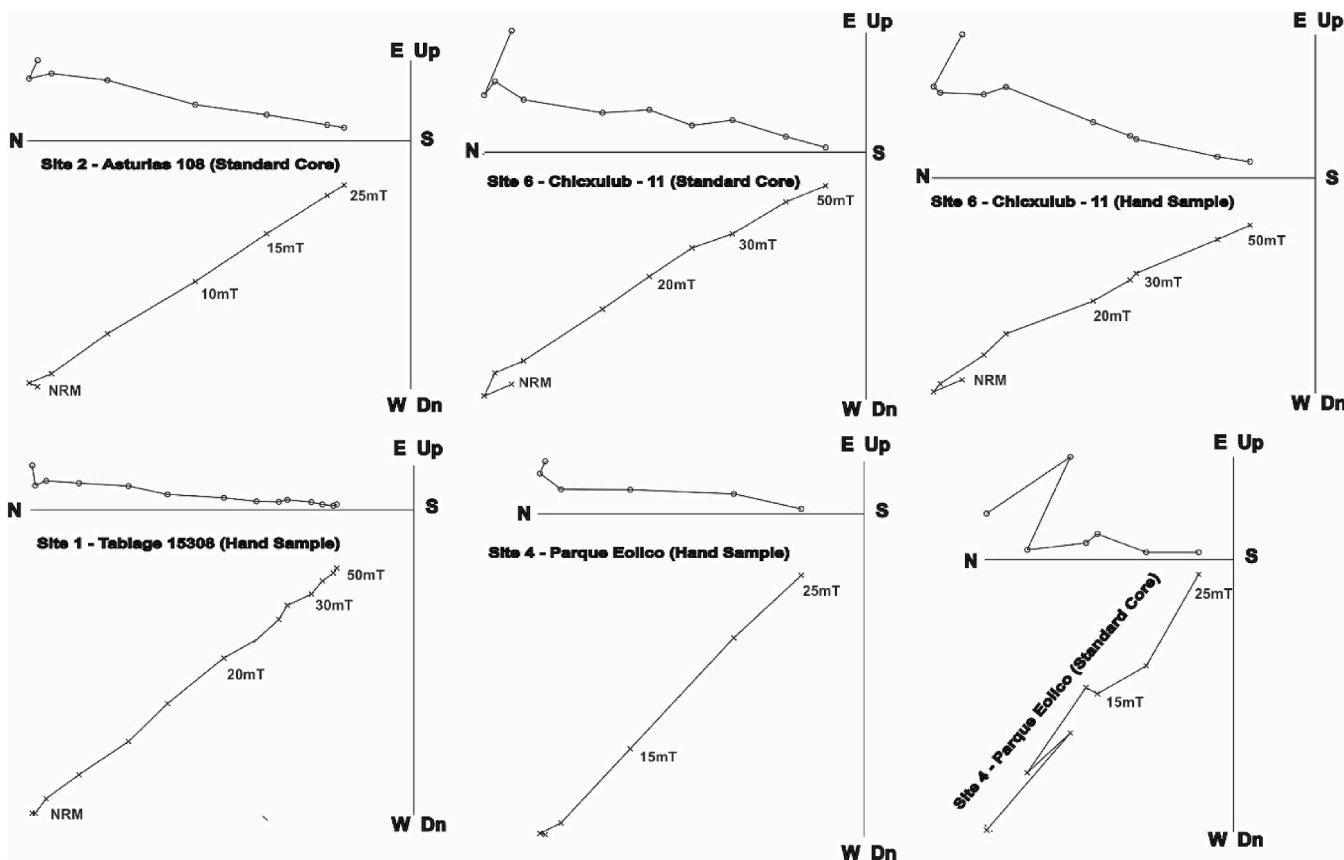 E Up
N
S
Site 2 - Asturias 108 (Standard Core)
25mT
15mT
10mT
NRM
W Dn
E Up
N
S
Site 6 - Chicxulub - 11 (Standard Core)
50mT
30mT
20mT
NRM
W Dn
E Up
N
S
Site 6 - Chicxulub - 11 (Hand Sample)
50mT
30mT
20mT
NRM
W Dn
E Up
N
S
Site 1 - Tablage 15308 (Hand Sample)
50mT
30mT
20mT
NRM
W Dn
E Up
N
S
Site 4 - Parque Eolico (Hand Sample)
25mT
15mT
W Dn
E Up
N
S
Site 4 - Parque Eolico (Standard Core)
25mT
15mT
W Dn